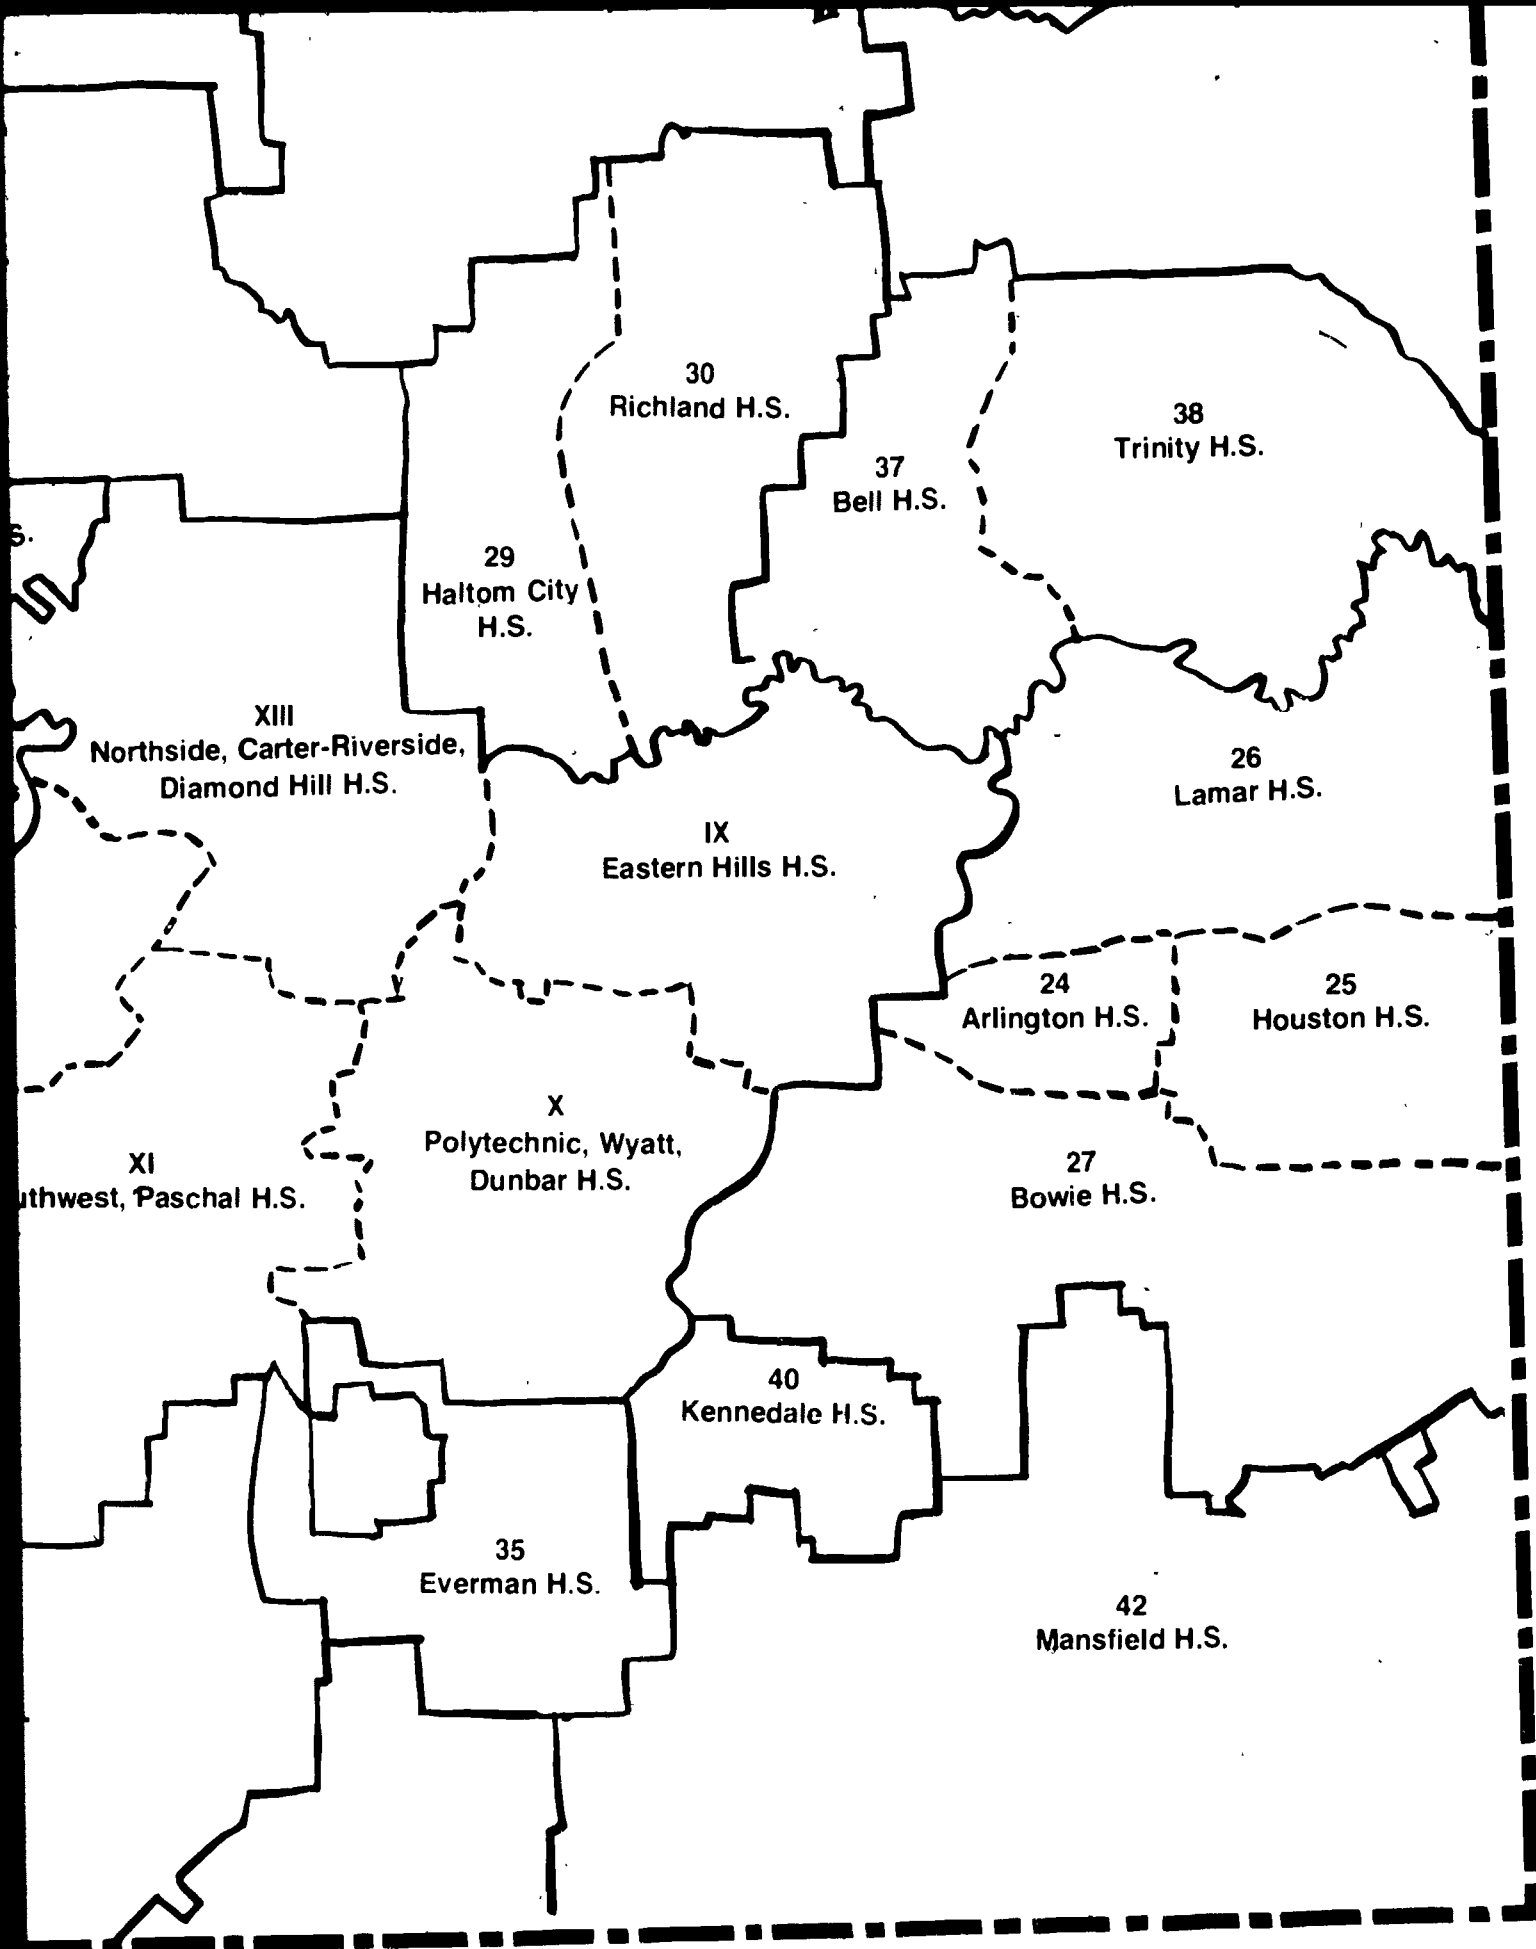 30
Richland H.S.
38
Trinity H.S.
37
Bell H.S.
S.
29
Haltom City
H.S.
XIII
Northside, Carter-Riverside,
Diamond Hill H.S.
26
Lamar H.S.
IX
Eastern Hills H.S.
24
Arlington H.S.
25
Houston H.S.
X
Polytechnic, Wyatt,
Dunbar H.S.
XI
uthwest, Paschal H.S.
27
Bowie H.S.
40
Kennedale H.S.
35
Everman H.S.
42
Mansfield H.S.